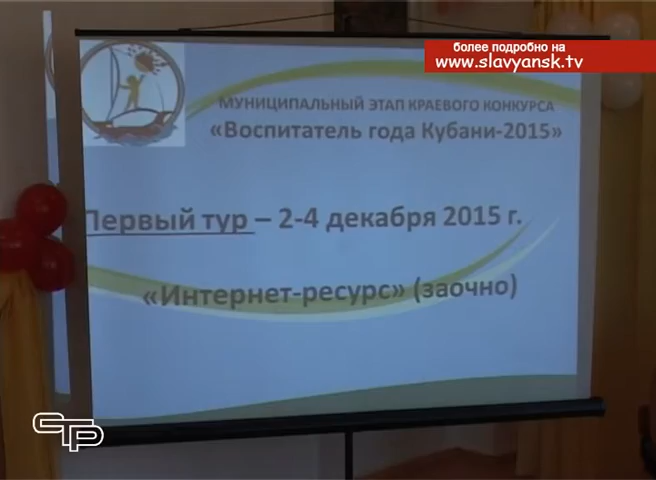 более подробно на
www.slavyansk.tv
МУНИЦИПАЛЬНЫЙ ЭТАП КРАЕВОГО КОНКУРСА
«Воспитатель года Кубани-2015»
Первый тур – 2-4 декабря 2015 г.
«Интернет-ресурс» (заочно)
СТР